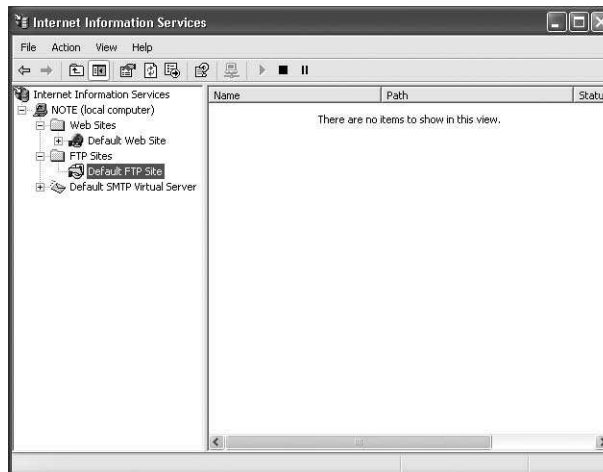 Internet Information Services
File Action View Help
Internet Information Services
NOTE (local computer)
Web Sites
Default Web Site
FTP Sites
Default FTP Site
Default SMTP Virtual Server
Name Path Statu
There are no items to show in this view.